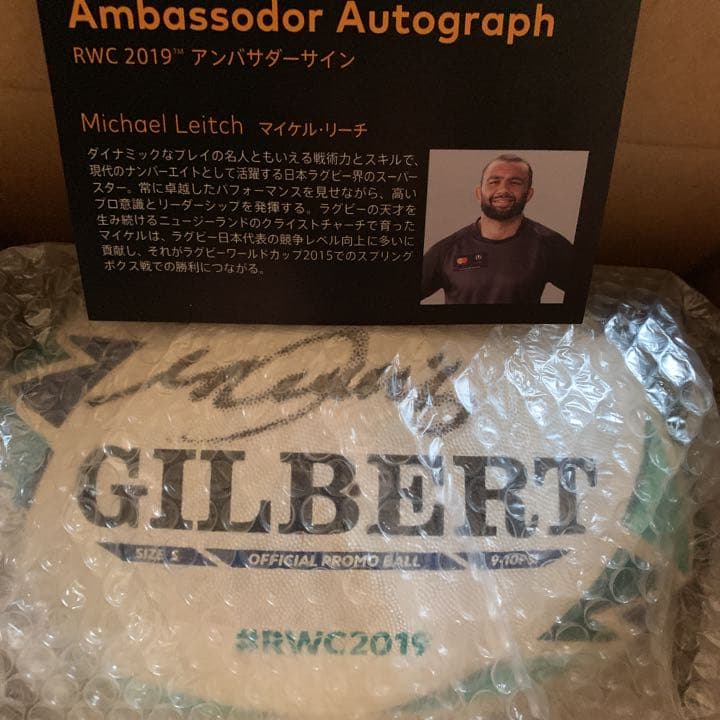 Ambassodor Autograph
RWC 2019™ アンバサダーサイン
Michael Leitch マイケル・リーチ
ダイナミックなプレイの名人ともいえる戦術力とスキルで、
現代のナンバーエイトとして活躍する日本ラグビー界のスーパー
スター。常に卓越したパフォーマンスを見せながら、高い
プロ意識とリーダーシップを発揮する。ラグビーの天才を
生み続けるニュージーランドのクライストチャーチで育った
マイケルは、ラグビー日本代表の競争レベル向上に多いに
貢献し、それがラグビーワールドカップ2015でのスプリング
ボクス戦での勝利につながる。
GILBERT
SIZE 5 OFFICIAL PROMO BALL
#RWC2019